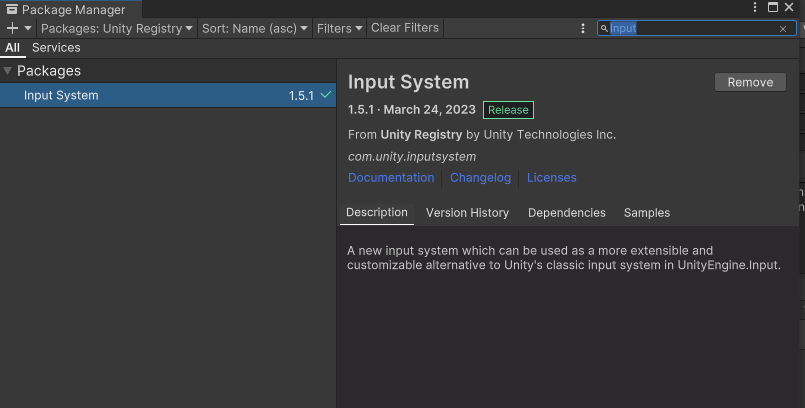 Package Manager
Packages: Unity Registry Sort: Name (asc) Filters Clear Filters Input
All Services
Packages
Input System 1.5.1
Input System
Remove
1.5.1 · March 24, 2023 Release
From Unity Registry by Unity Technologies Inc.
com.unity.inputsystem
Documentation Changelog Licenses
Description Version History Dependencies Samples
A new input system which can be used as a more extensible and
customizable alternative to Unity's classic input system in UnityEngine.Input.